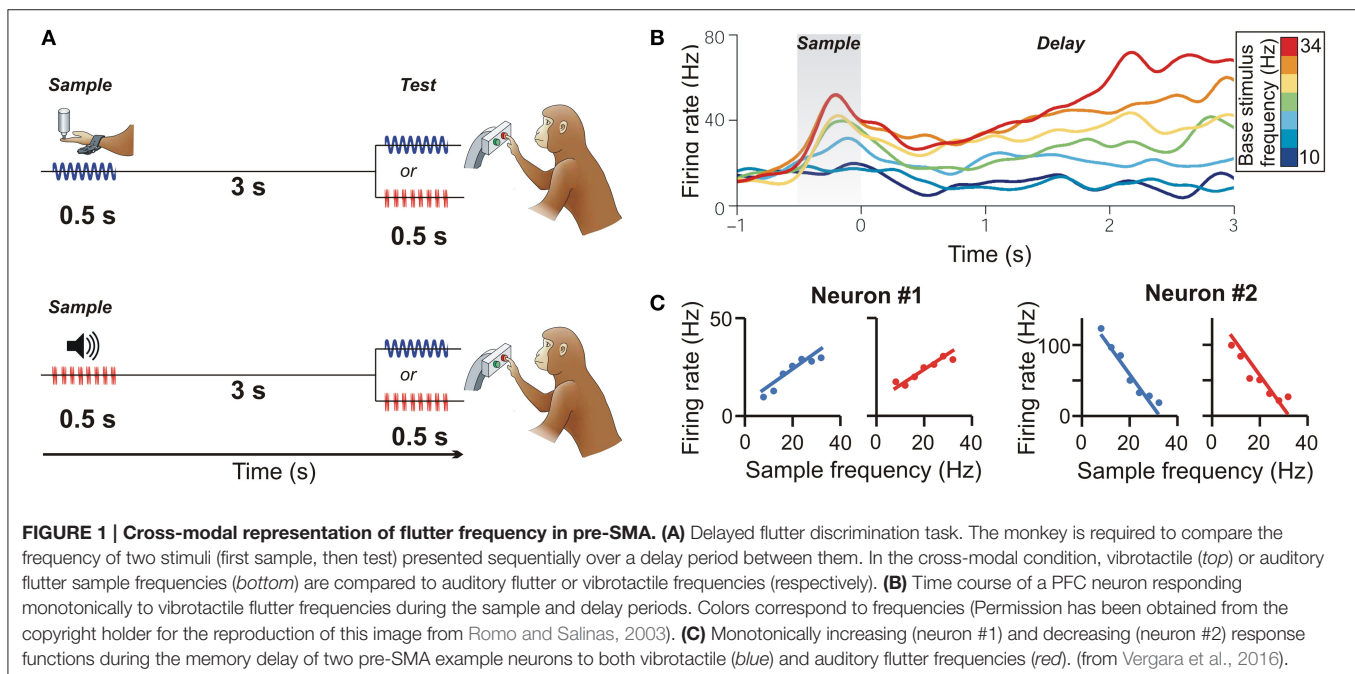 A
Sample
Test
or
3 s
0.5 s
0.5 s
Sample
or
3 s
0.5 s
0.5 s
Time (s)
B
Firing rate (Hz)
80
40
0
Sample
Delay
−1
0
1
2
3
Time (s)
Base stimulus
frequency (Hz)
34
10
C
Neuron #1
Firing rate (Hz)
50
0
0 20 40
0 20 40
Sample frequency (Hz)
Neuron #2
Firing rate (Hz)
100
0
0 20 40
0 20 40
Sample frequency (Hz)
FIGURE 1 | Cross-modal representation of flutter frequency in pre-SMA. (A) Delayed flutter discrimination task. The monkey is required to compare the
frequency of two stimuli (first sample, then test) presented sequentially over a delay period between them. In the cross-modal condition, vibrotactile (top) or auditory
flutter sample frequencies (bottom) are compared to auditory flutter or vibrotactile frequencies (respectively). (B) Time course of a PFC neuron responding
monotonically to vibrotactile flutter frequencies during the sample and delay periods. Colors correspond to frequencies (Permission has been obtained from the
copyright holder for the reproduction of this image from Romo and Salinas, 2003). (C) Monotonically increasing (neuron #1) and decreasing (neuron #2) response
functions during the memory delay of two pre-SMA example neurons to both vibrotactile (blue) and auditory flutter frequencies (red). (from Vergara et al., 2016).